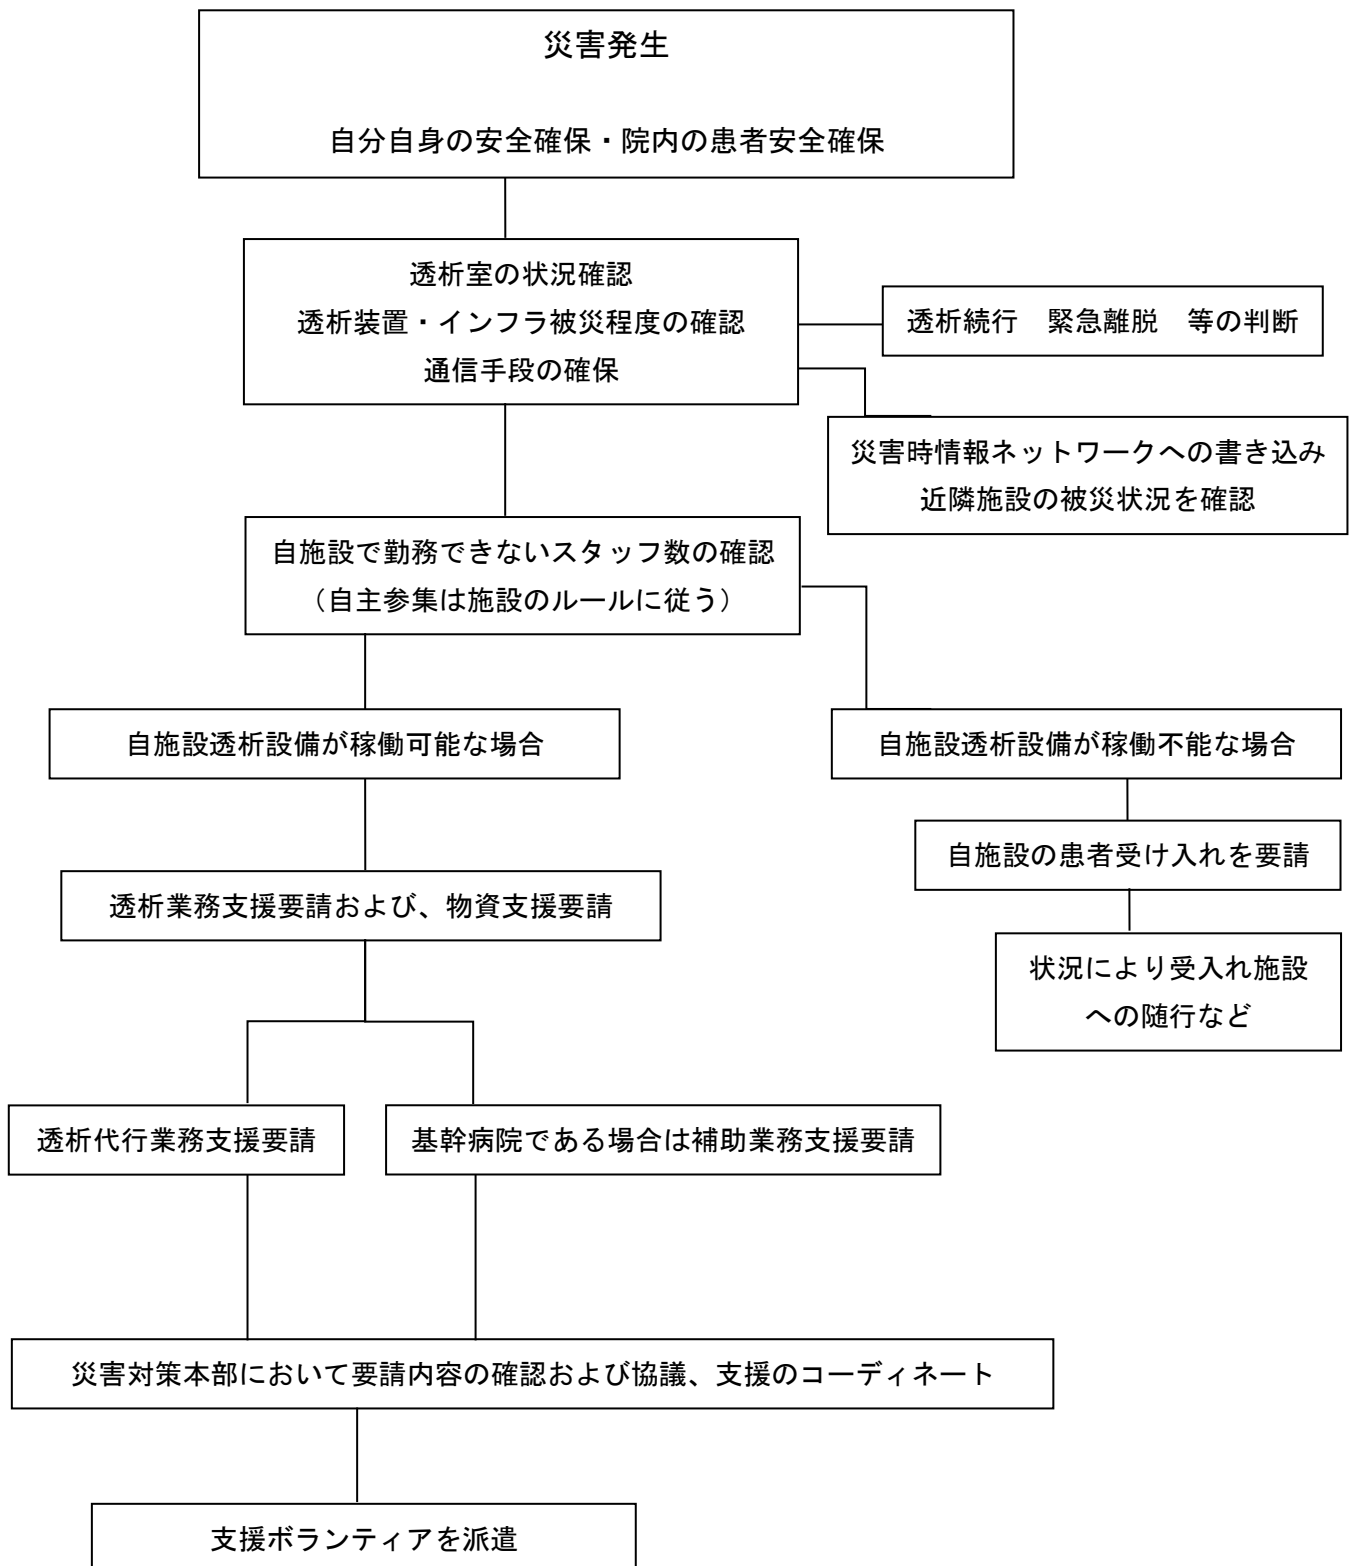 災害発生
自分自身の安全確保・院内の患者安全確保
透析室の状況確認
透析装置・インフラ被災程度の確認
通信手段の確保
透析続行　緊急離脱　等の判断
災害時情報ネットワークへの書き込み
近隣施設の被災状況を確認
自施設で勤務できないスタッフ数の確認
（自主参集は施設のルールに従う）
自施設透析設備が稼働可能な場合
自施設透析設備が稼働不能な場合
自施設の患者受け入れを要請
透析業務支援要請および、物資支援要請
状況により受入れ施設
への随行など
透析代行業務支援要請
基幹病院である場合は補助業務支援要請
災害対策本部において要請内容の確認および協議、支援のコーディネート
支援ボランティアを派遣